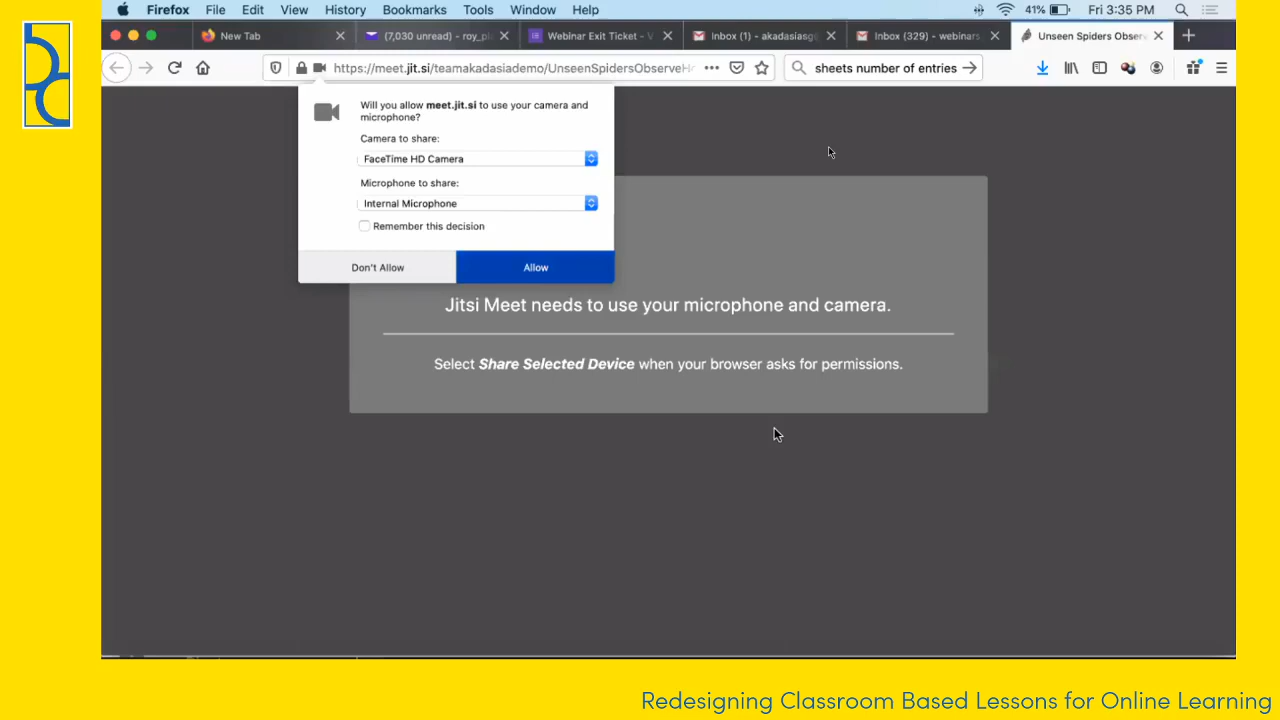 Firefox File Edit View History Bookmarks Tools Window Help 41% Fri 3:35 PM
New Tab (7,030 unread) - roy_pl Webinar Exit Ticket - V Inbox (1) - akadasiasg Inbox (329) - webinars Unseen Spiders Observ
https://meet.jit.si/teamakadasiademo/UnseenSpidersObserveH sheets number of entries
Will you allow meet.jit.si to use your camera and
microphone?
Camera to share:
FaceTime HD Camera
Microphone to share:
Internal Microphone
Remember this decision
Don't Allow Allow
Jitsi Meet needs to use your microphone and camera.
Select Share Selected Device when your browser asks for permissions.
Redesigning Classroom Based Lessons for Online Learning